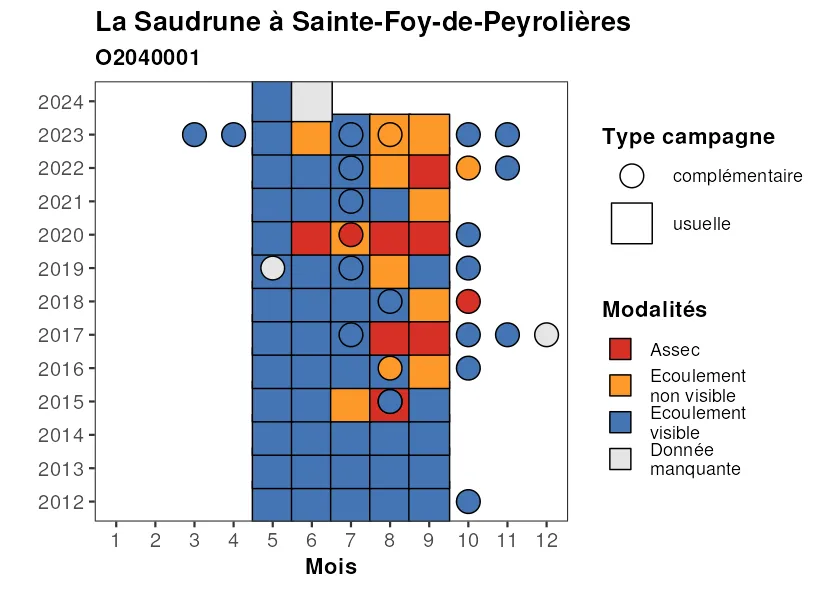 La Saudrune à Sainte-Foy-de-Peyrolières
O2040001
2024
2023
2022
2021
2020
2019
2018
2017
2016
2015
2014
2013
2012
1 2 3 4 5 6 7 8 9 10 11 12
Mois
Type campagne
complémentaire
usuelle
Modalités
Assec
Ecoulement
non visible
Ecoulement
visible
Donnée
manquante